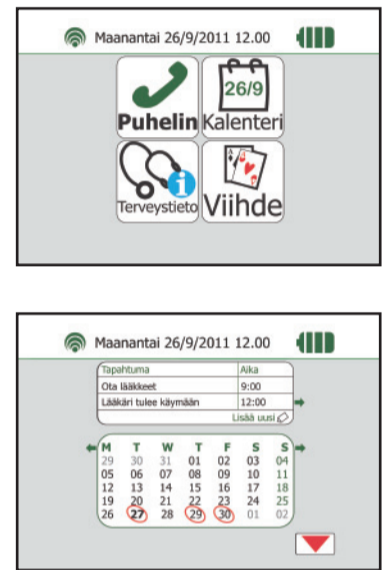 Maanantai 26/9/2011 12.00
26/9
Puhelin Kalenteri
Terveystieto Viihde
Maanantai 26/9/2011 12.00
Tapahtuma Aika
Ota lääkkeet 9:00
Lääkäri tulee käymään 12:00
Lisää uusi
M T W T F S S
29 30 31 01 02 03 04
05 06 07 08 09 10 11
12 13 14 15 16 17 18
19 20 21 22 23 24 25
26 27 28 29 30 01 02